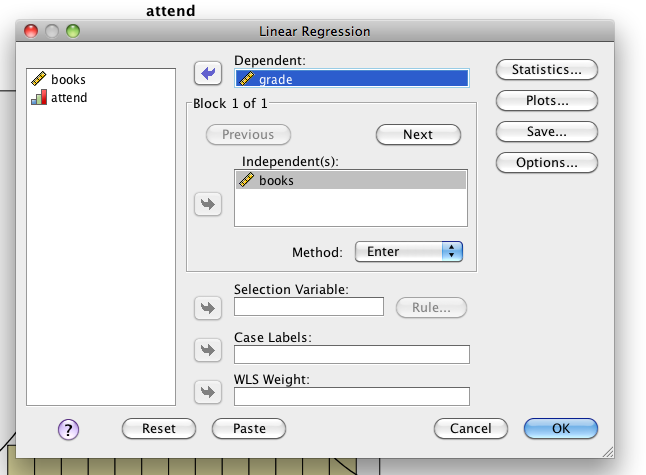 attend
Linear Regression
books
attend
Dependent:
grade
Block 1 of 1
Previous
Next
Independent(s):
books
Method:
Enter
Selection Variable:
Rule...
Case Labels:
WLS Weight:
Statistics...
Plots...
Save...
Options...
?
Reset
Paste
Cancel
OK